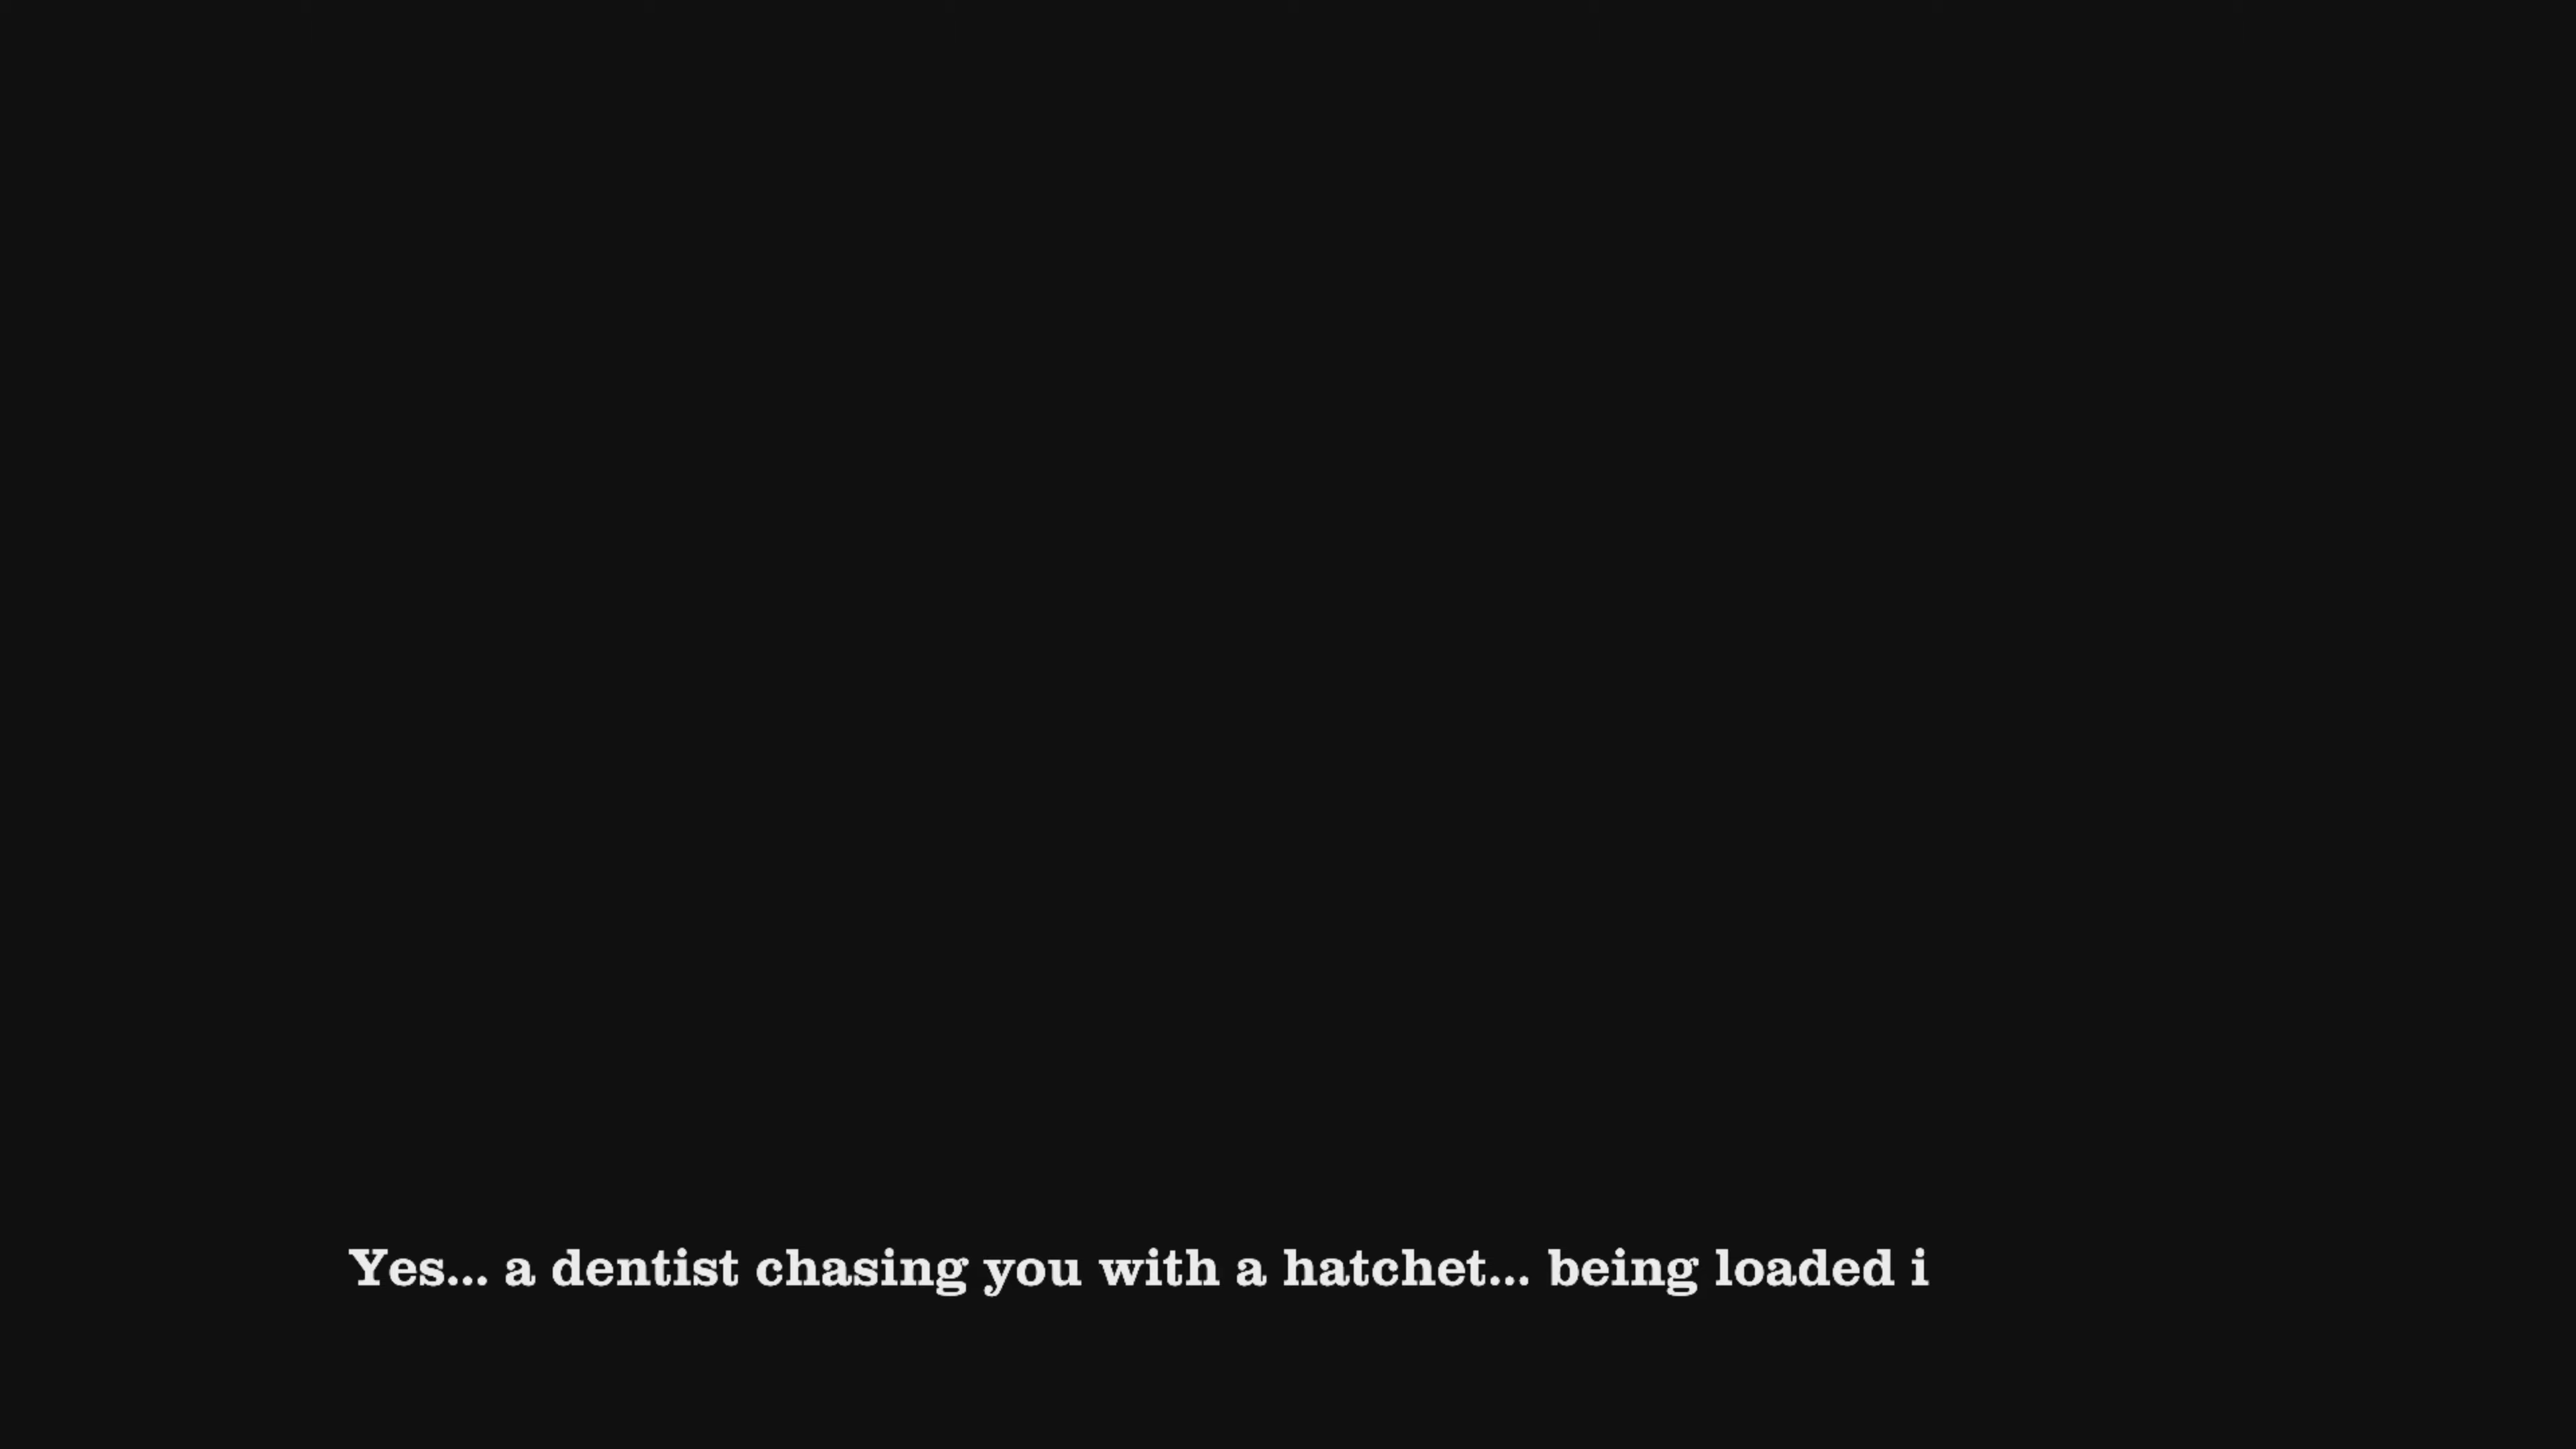 Yes... a dentist chasing you with a hatchet... being loaded i